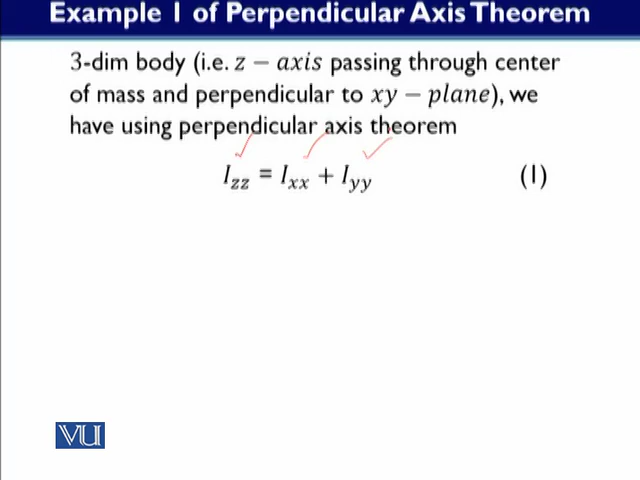 Example 1 of Perpendicular Axis Theorem
3-dim body (i.e. z − axis passing through center
of mass and perpendicular to xy − plane), we
have using perpendicular axis theorem
I_zz = I_xx + I_yy (1)
VU